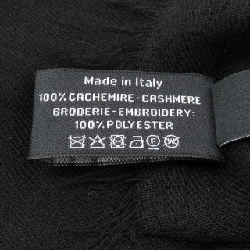 Made in Italy
100% CACHEMIRE-CASHMERE
BRODERIE-EMBROIDERY:
100% POLYESTER